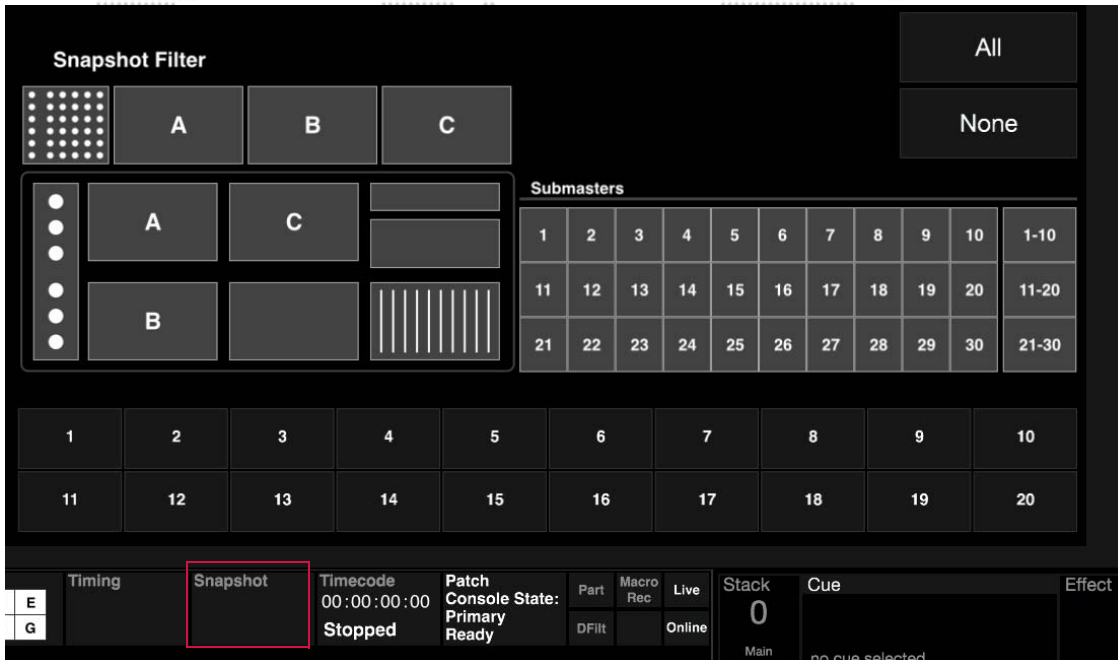 All
Snapshot Filter
None
A B C
Submasters
A C
1 2 3 4 5 6 7 8 9 10 1-10
11 12 13 14 15 16 17 18 19 20 11-20
B
21 22 23 24 25 26 27 28 29 30 21-30
1 2 3 4 5 6 7 8 9 10
11 12 13 14 15 16 17 18 19 20
E
G
Timing
Snapshot
Timecode
00:00:00:00
Stopped
Patch
Console State:
Primary
Ready
Part
Macro
Rec
Live
DFilt
Online
Stack
0
Main
Cue
no cue selected
Effect